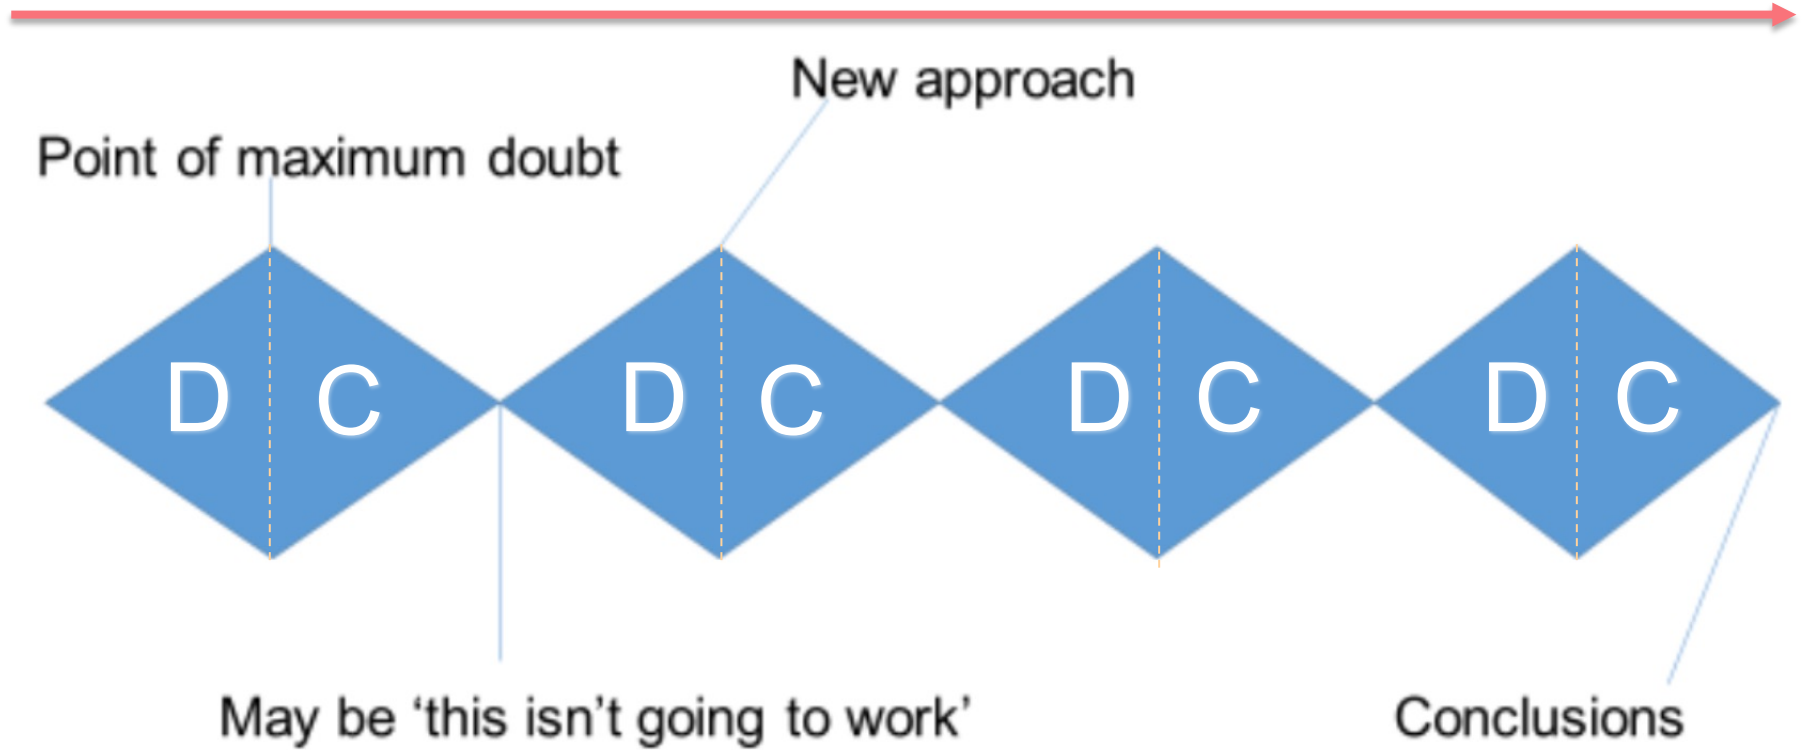 New approach
Point of maximum doubt
D C D C D C D C
May be ‘this isn’t going to work’
Conclusions